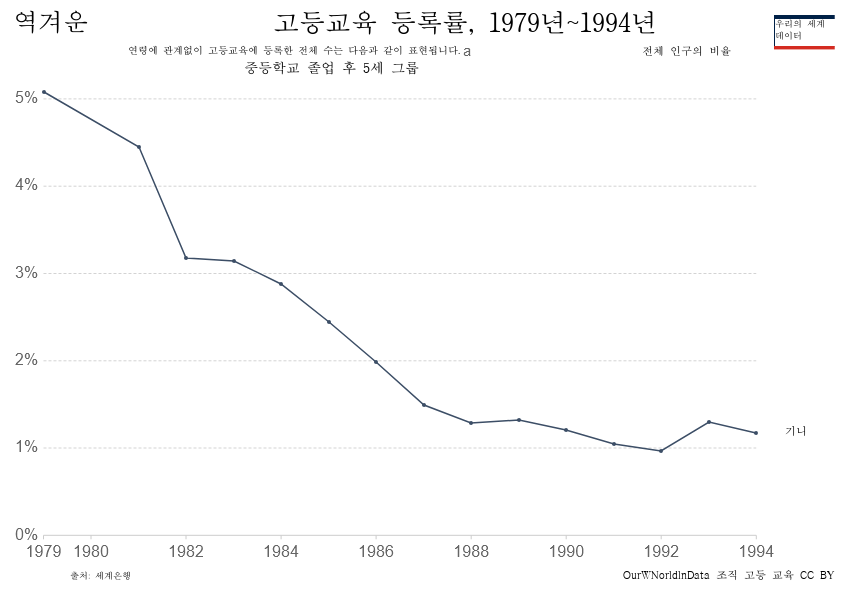 역겨운 고등교육 등록률, 1979년~1994년
우리의 세계
데이터
연령에 관계없이 고등교육에 등록한 전체 수는 다음과 같이 표현됩니다. a 전체 인구의 비율
중등학교 졸업 후 5세 그룹
5%
4%
3%
2%
1%
기니
0%
1979 1980 1982 1984 1986 1988 1990 1992 1994
출처: 세계은행
OurWNorldInData 조직 고등 교육 CC BY